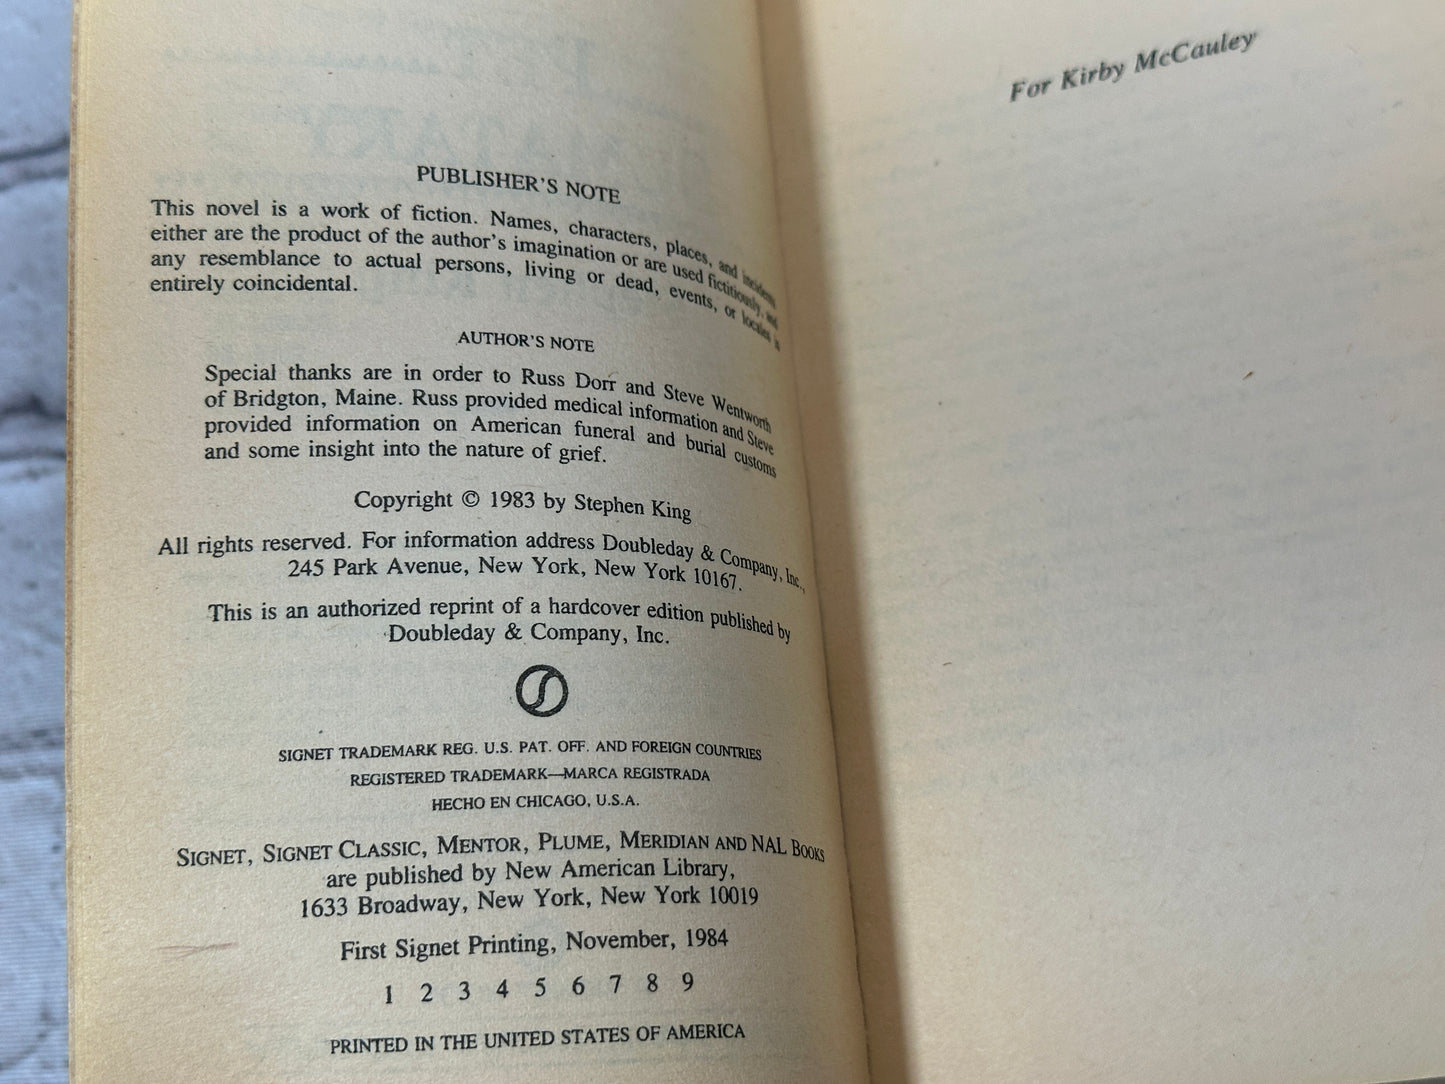 PUBLISHER'S NOTE
This novel is a work of fiction. Names, characters, places, and incidents
either are the product of the author's imagination or are used fictitiously, and
any resemblance to actual persons, living or dead, events, or locales is
entirely coincidental.
AUTHOR'S NOTE
Special thanks are in order to Russ Dorr and Steve Wentworth
of Bridgton, Maine. Russ provided medical information and Steve
provided information on American funeral and burial customs
and some insight into the nature of grief.
Copyright © 1983 by Stephen King
All rights reserved. For information address Doubleday & Company, Inc.,
245 Park Avenue, New York, New York 10167.
This is an authorized reprint of a hardcover edition published by
Doubleday & Company, Inc.
SIGNET TRADEMARK REG. U.S. PAT. OFF. AND FOREIGN COUNTRIES
REGISTERED TRADEMARK—MARCA REGISTRADA
HECHO EN CHICAGO, U.S.A.
SIGNET, SIGNET CLASSIC, MENTOR, PLUME, MERIDIAN AND NAL BOOKS
are published by New American Library,
1633 Broadway, New York, New York 10019
First Signet Printing, November, 1984
1 2 3 4 5 6 7 8 9
PRINTED IN THE UNITED STATES OF AMERICA
For Kirby McCauley